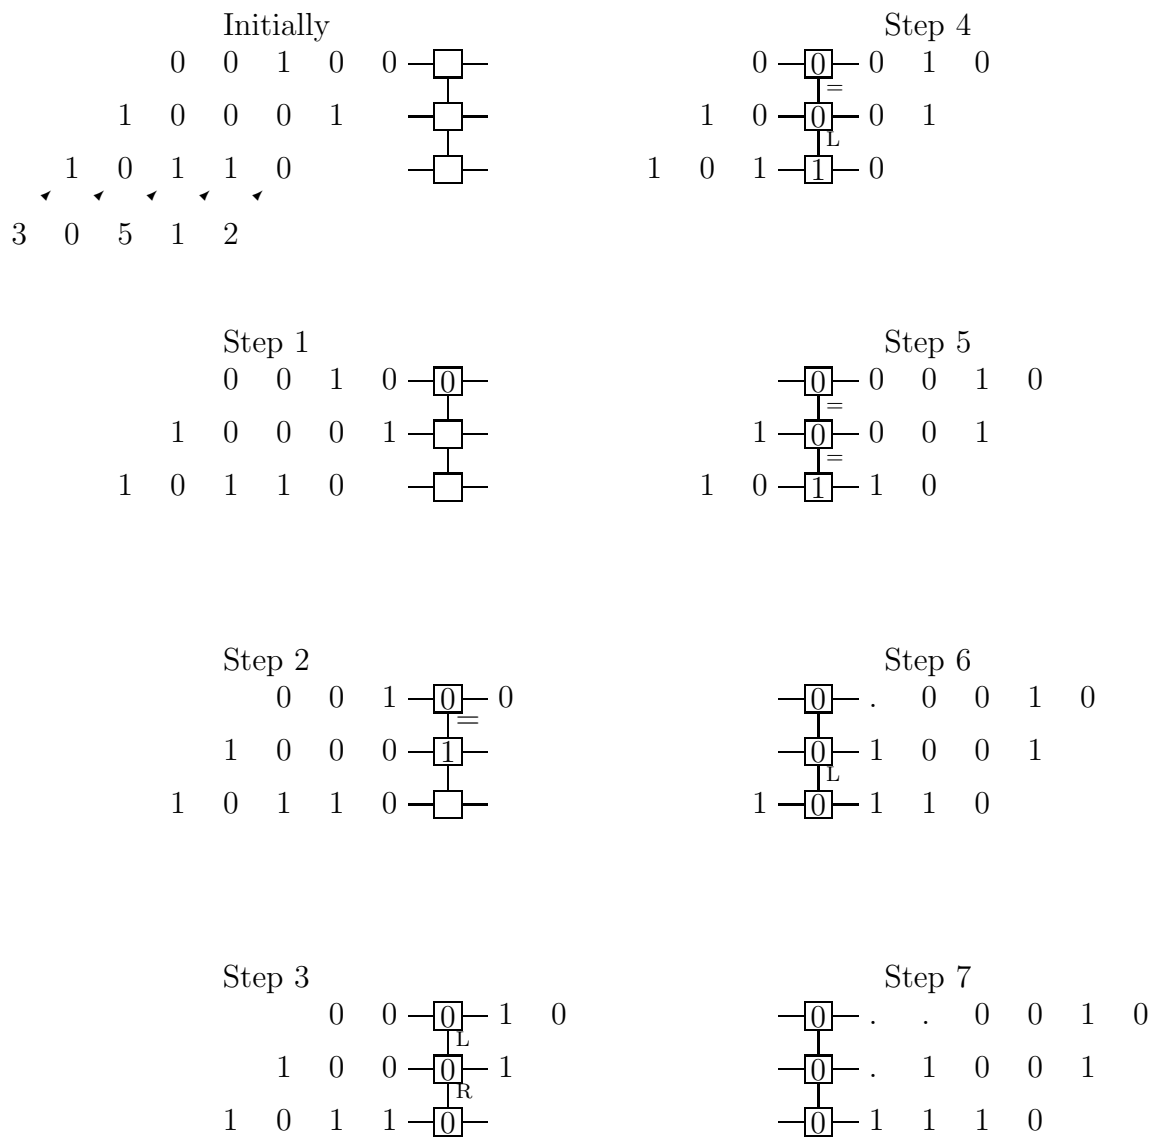 Initially
0 0 1 0 0
1 0 0 0 1
1 0 1 1 0
3 0 5 1 2
Step 1
0 0 1 0 0
1 0 0 0 1
1 0 1 1 0
Step 2
0 0 1 0 0
=
1 0 0 0 1
1 0 1 1 0
Step 3
0 0 0 1 0
L
1 0 0 0 1
R
1 0 1 1 0
Step 4
0 0 0 1 0
=
1 0 0 0 1
L
1 0 1 1 0
Step 5
0 0 0 1 0
=
1 0 0 0 1
=
1 0 1 1 0
Step 6
0 . 0 0 1 0
0 1 0 0 1
L
1 0 1 1 0
Step 7
0 . . 0 0 1 0
0 . 1 0 0 1
0 1 1 1 0